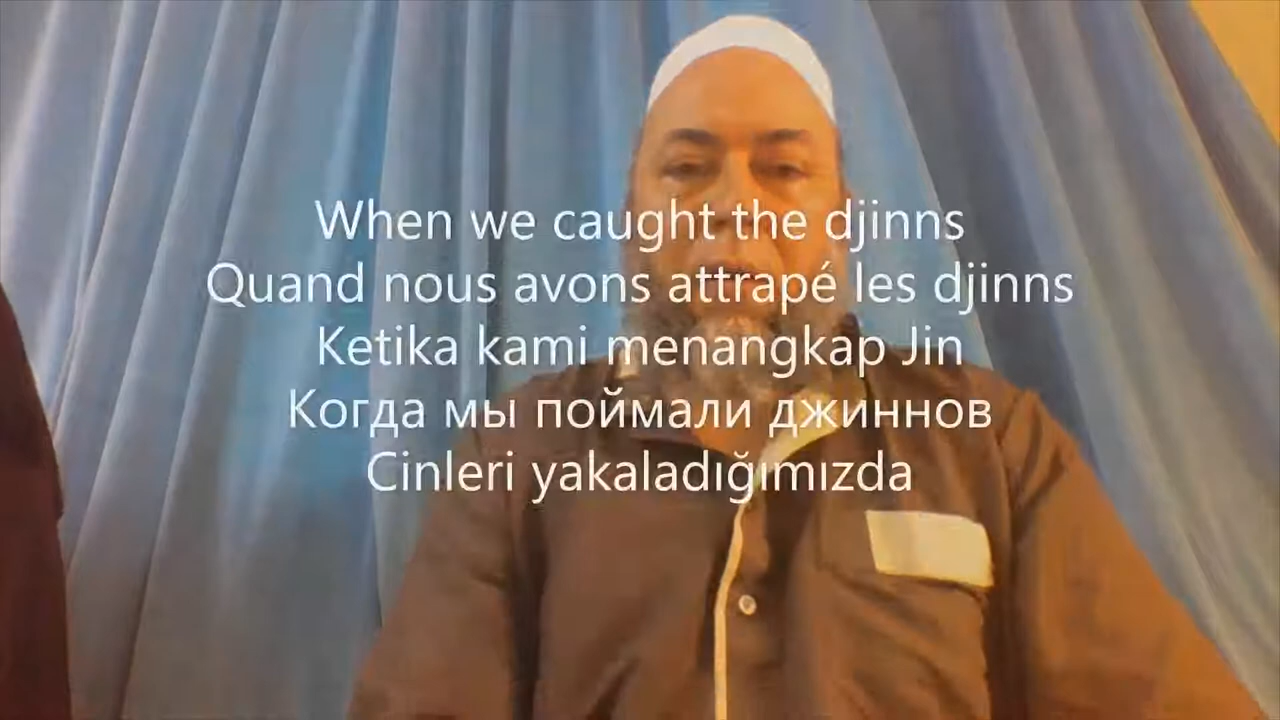 When we caught the djinns
Quand nous avons attrapé les djinns
Ketika kami menangkap Jin
Когда мы поймали джиннов
Cinleri yakaladığımızda